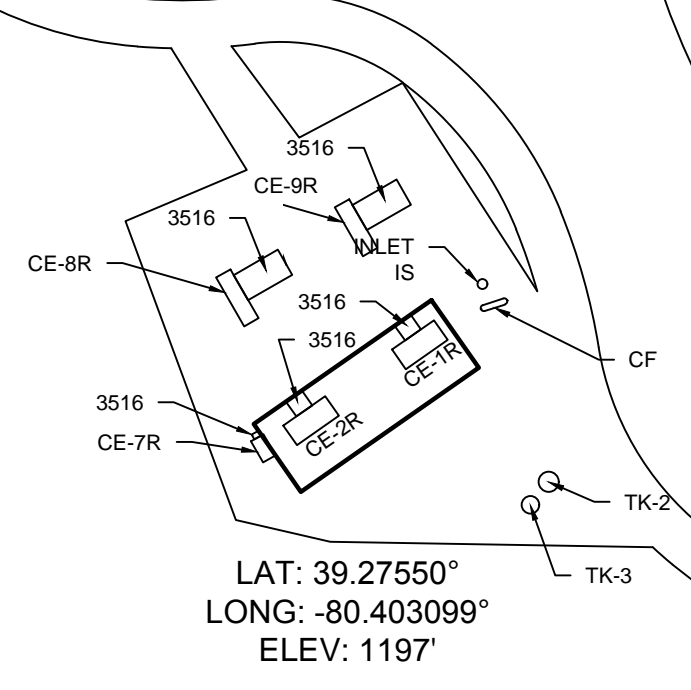 3516
CE-9R
3516
INLET
IS
CE-8R
3516
3516
CE-1R
CF
3516
CE-2R
CE-7R
TK-2
TK-3
LAT: 39.27550°
LONG: -80.403099°
ELEV: 1197'